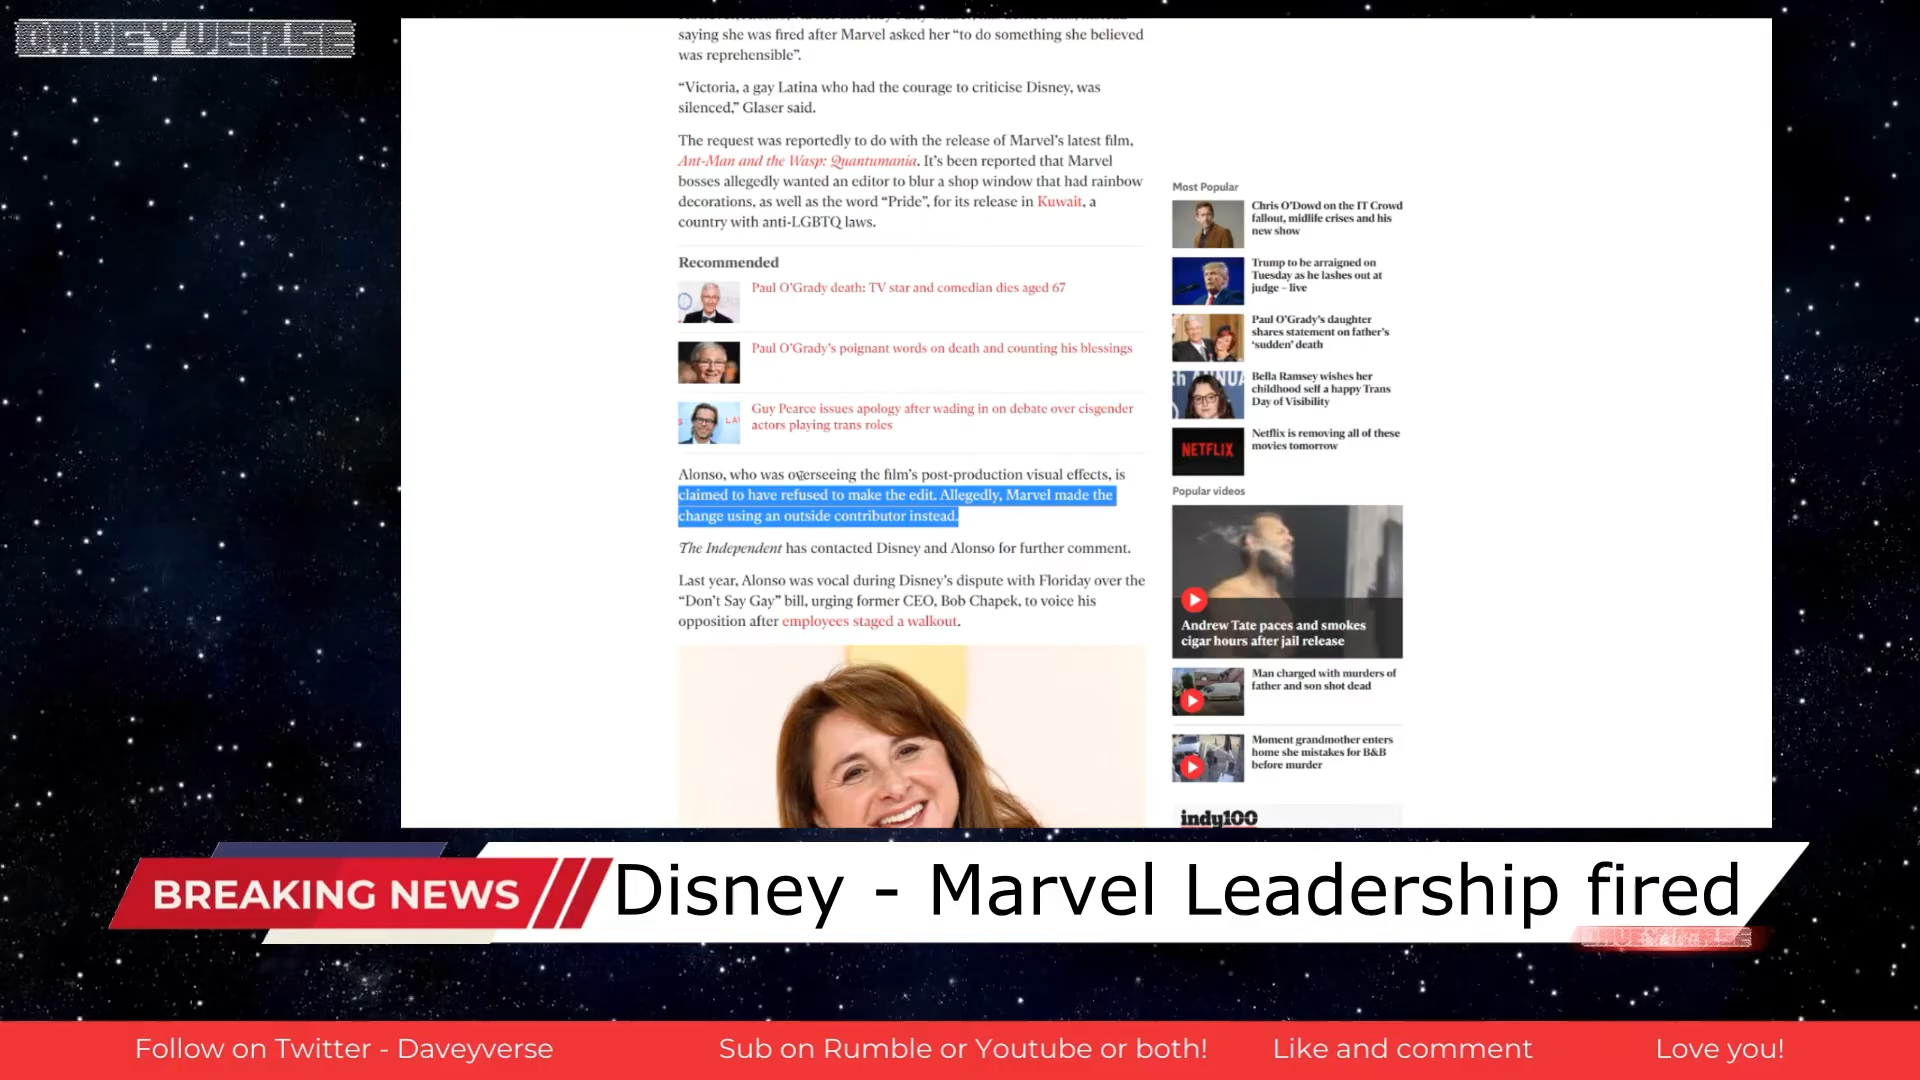 DAVEYVERSE
saying she was fired after Marvel asked her “to do something she believed
was reprehensible”.
“Victoria, a gay Latina who had the courage to criticise Disney, was
silenced,” Glaser said.
The request was reportedly to do with the release of Marvel’s latest film,
Ant-Man and the Wasp: Quantumania. It’s been reported that Marvel
bosses allegedly wanted an editor to blur a shop window that had rainbow
decorations, as well as the word “Pride”, for its release in Kuwait, a
country with anti-LGBTQ laws.
Recommended
Paul O’Grady death: TV star and comedian dies aged 67
Paul O’Grady’s poignant words on death and counting his blessings
Guy Pearce issues apology after wading in on debate over cisgender
actors playing trans roles
Alonso, who was overseeing the film’s post-production visual effects, is
claimed to have refused to make the edit. Allegedly, Marvel made the
change using an outside contributor instead.
The Independent has contacted Disney and Alonso for further comment.
Last year, Alonso was vocal during Disney’s dispute with Floriday over the
“Don’t Say Gay” bill, urging former CEO, Bob Chapek, to voice his
opposition after employees staged a walkout.
Most Popular
Chris O’Dowd on the IT Crowd
fallout, midlife crises and his
new show
Trump to be arraigned on
Tuesday as he lashes out at
judge – live
Paul O’Grady’s daughter
shares statement on father’s
‘sudden’ death
Bella Ramsey wishes her
childhood self a happy Trans
Day of Visibility
NETFLIX
Netflix is removing all of these
movies tomorrow
Popular videos
Andrew Tate paces and smokes
cigar hours after jail release
Man charged with murders of
father and son shot dead
Moment grandmother enters
home she mistakes for B&B
before murder
indy100
BREAKING NEWS
Disney - Marvel Leadership fired
DAVEYVERSE
Follow on Twitter - Daveyverse
Sub on Rumble or Youtube or both!
Like and comment
Love you!